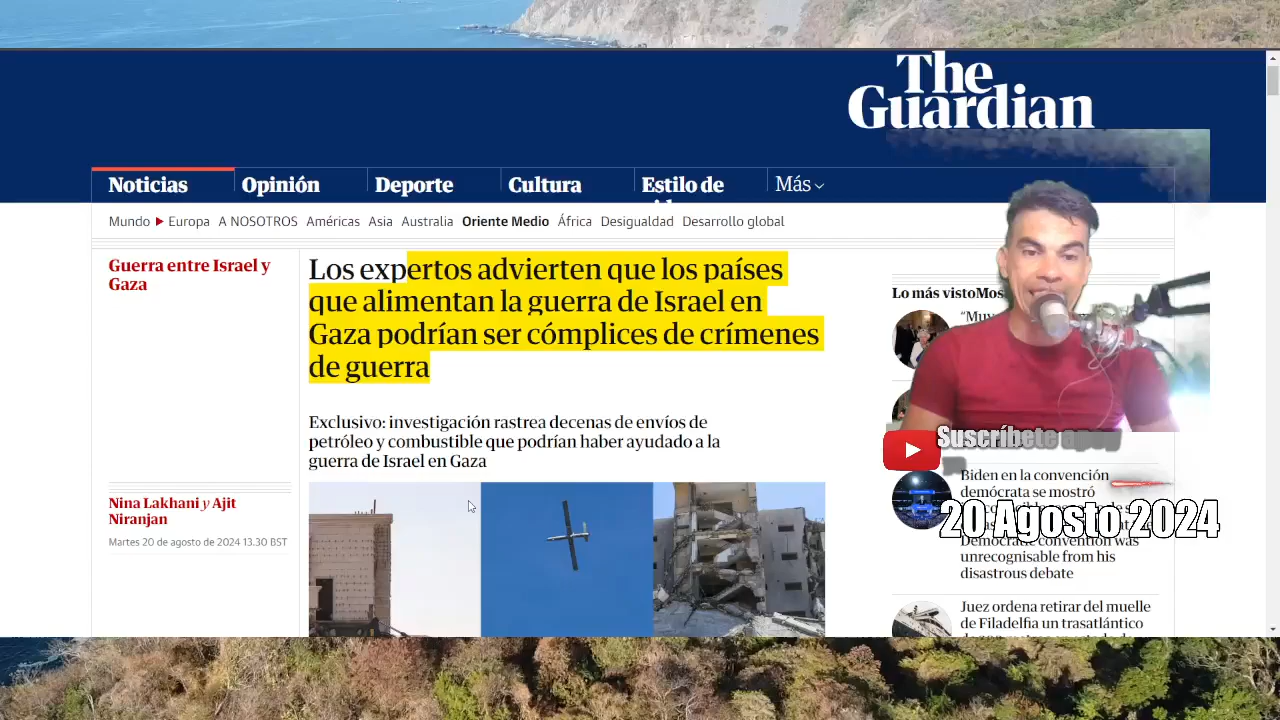 The
Guardian
Noticias
Opinión
Deporte
Cultura
Estilo de
Más
Mundo
Europa
A NOSOTROS
Américas
Asia
Australia
Oriente Medio
África
Desigualdad
Desarrollo global
Guerra entre Israel y
Gaza
Los expertos advierten que los países
que alimentan la guerra de Israel en
Gaza podrían ser cómplices de crímenes
de guerra
Exclusivo: investigación rastrea decenas de envíos de
petróleo y combustible que podrían haber ayudado a la
guerra de Israel en Gaza
Nina Lakhani y Ajit
Niranjan
Martes 20 de agosto de 2024 13.30 BST
Lo más vistoMos
Suscríbete
Biden en la convención
demócrata se mostró
20 Agosto 2024
Democratic convention was
unrecognisable from his
disastrous debate
Juez ordena retirar del muelle
de Filadelfia un trasatlántico